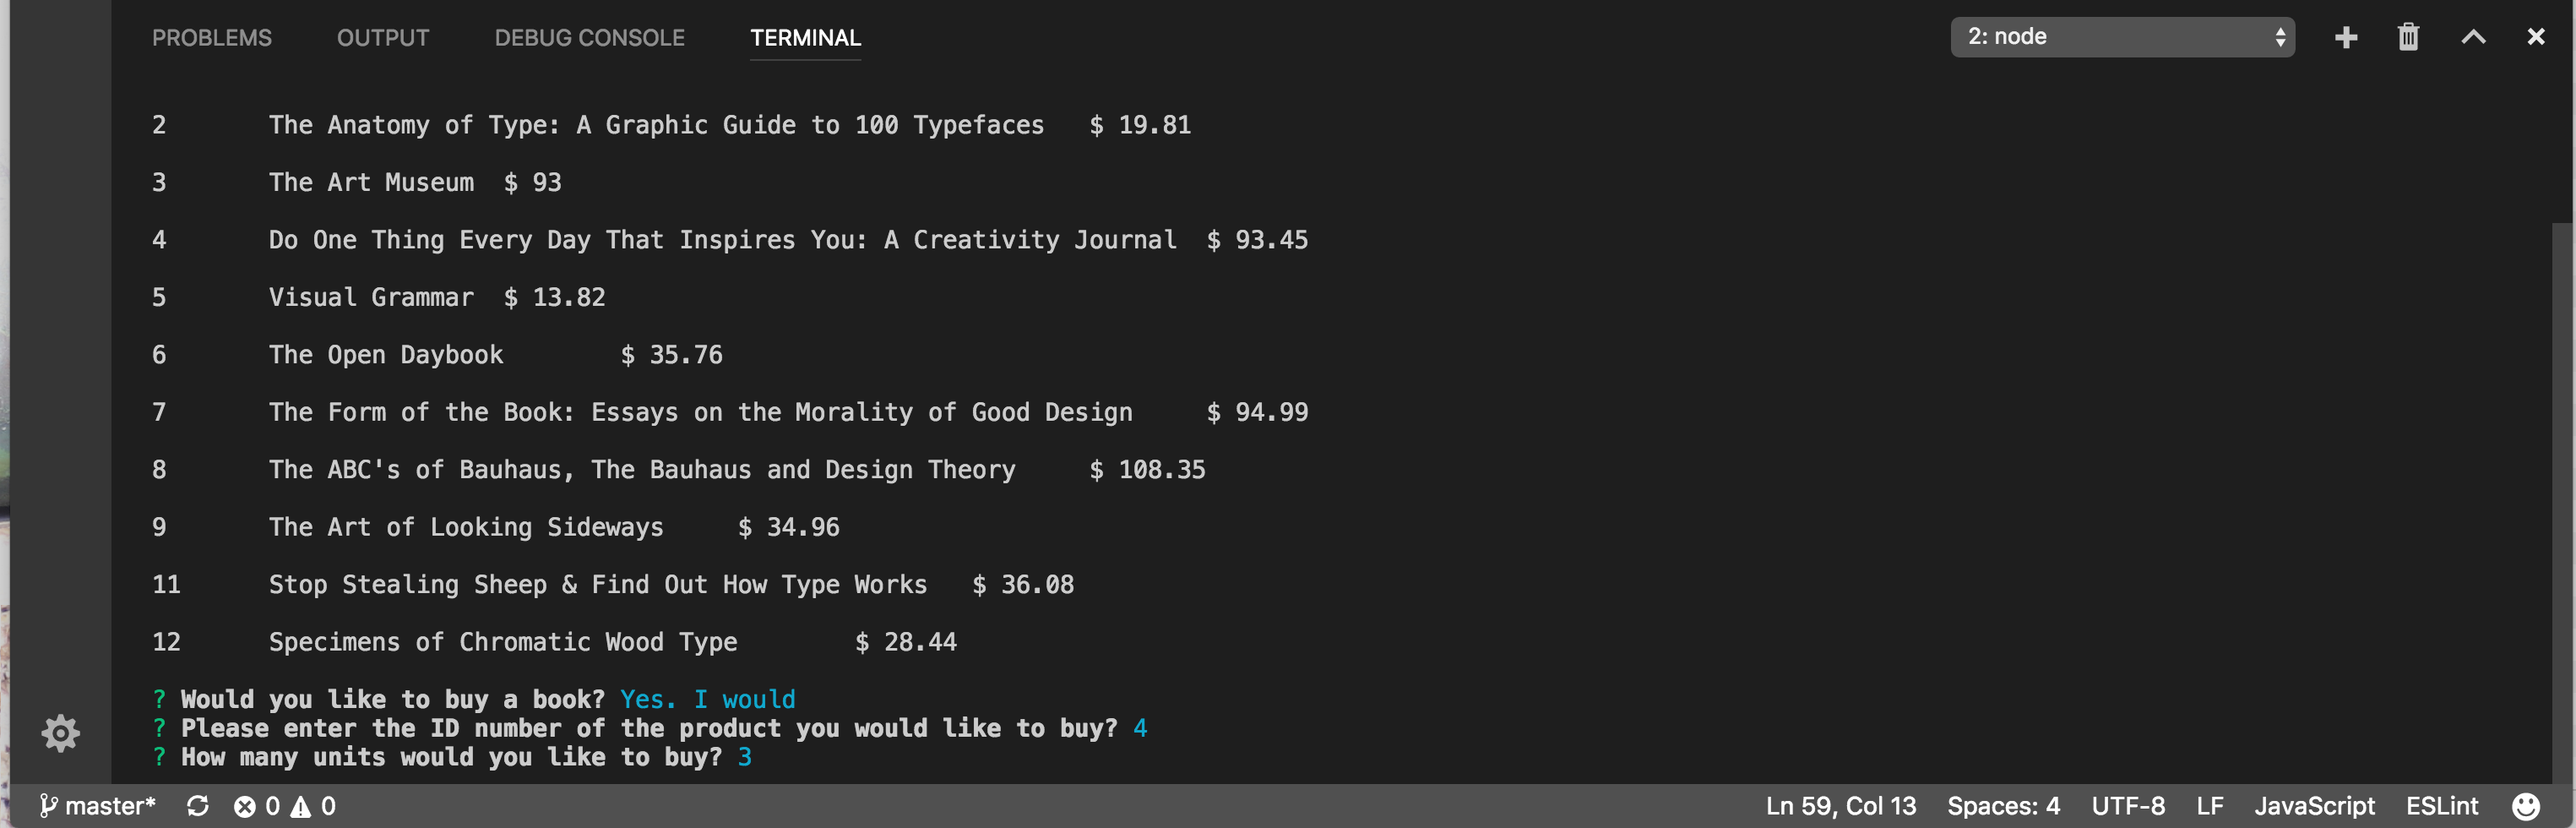 PROBLEMS OUTPUT DEBUG CONSOLE TERMINAL 2: node
2 The Anatomy of Type: A Graphic Guide to 100 Typefaces $ 19.81
3 The Art Museum $ 93
4 Do One Thing Every Day That Inspires You: A Creativity Journal $ 93.45
5 Visual Grammar $ 13.82
6 The Open Daybook $ 35.76
7 The Form of the Book: Essays on the Morality of Good Design $ 94.99
8 The ABC's of Bauhaus, The Bauhaus and Design Theory $ 108.35
9 The Art of Looking Sideways $ 34.96
11 Stop Stealing Sheep & Find Out How Type Works $ 36.08
12 Specimens of Chromatic Wood Type $ 28.44
? Would you like to buy a book? Yes. I would
? Please enter the ID number of the product you would like to buy? 4
? How many units would you like to buy? 3
master* 0 0 Ln 59, Col 13 Spaces: 4 UTF-8 LF JavaScript ESLint